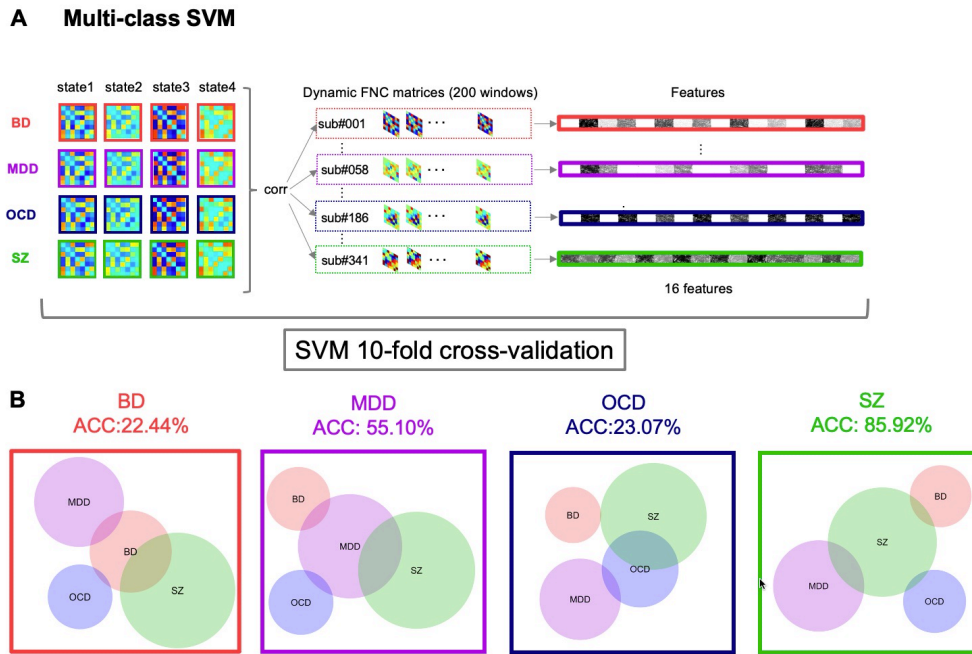 A Multi-class SVM
state1 state2 state3 state4
Dynamic FNC matrices (200 windows)
Features
BD
MDD
OCD
SZ
corr
sub#001
sub#058
sub#186
sub#341
16 features
SVM 10-fold cross-validation
B
BD
ACC:22.44%
MDD
ACC: 55.10%
OCD
ACC:23.07%
SZ
ACC: 85.92%
MDD
BD
OCD
SZ
BD
MDD
OCD
SZ
BD
SZ
OCD
MDD
BD
SZ
MDD
OCD